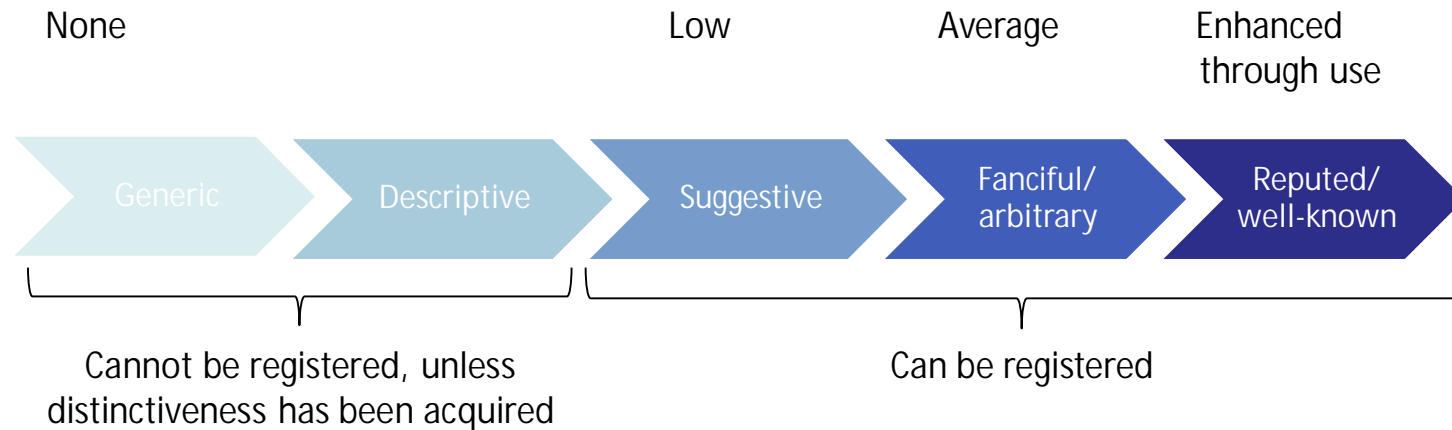 None
Low
Average
Enhanced
through use
Generic
Descriptive
Suggestive
Fanciful/
arbitrary
Reputed/
well-known
Cannot be registered, unless
distinctiveness has been acquired
Can be registered